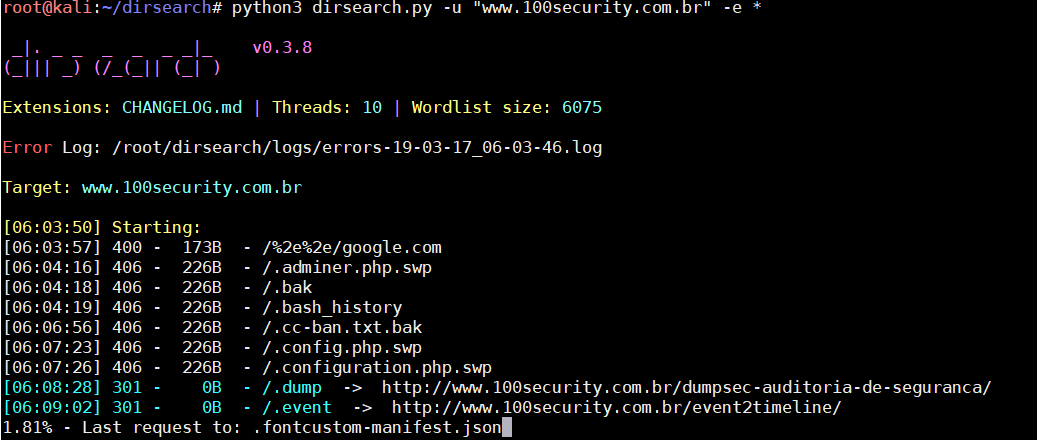 root@kali:~/dirsearch# python3 dirsearch.py -u "www.100security.com.br" -e *
 _|. _ _  _  _  _ _|_    v0.3.8
(_||| _) (/_(_|| (_| )
Extensions: CHANGELOG.md | Threads: 10 | Wordlist size: 6075
Error Log: /root/dirsearch/logs/errors-19-03-17_06-03-46.log
Target: www.100security.com.br
[06:03:50] Starting:
[06:03:57] 400 -  173B  - /%2e%2e/google.com
[06:04:16] 406 -  226B  - /.adminer.php.swp
[06:04:18] 406 -  226B  - /.bak
[06:04:19] 406 -  226B  - /.bash_history
[06:06:56] 406 -  226B  - /.cc-ban.txt.bak
[06:07:23] 406 -  226B  - /.config.php.swp
[06:07:26] 406 -  226B  - /.configuration.php.swp
[06:08:28] 301 -    0B  - /.dump  ->  http://www.100security.com.br/dumpsec-auditoria-de-seguranca/
[06:09:02] 301 -    0B  - /.event  ->  http://www.100security.com.br/event2timeline/
1.81% - Last request to: .fontcustom-manifest.json